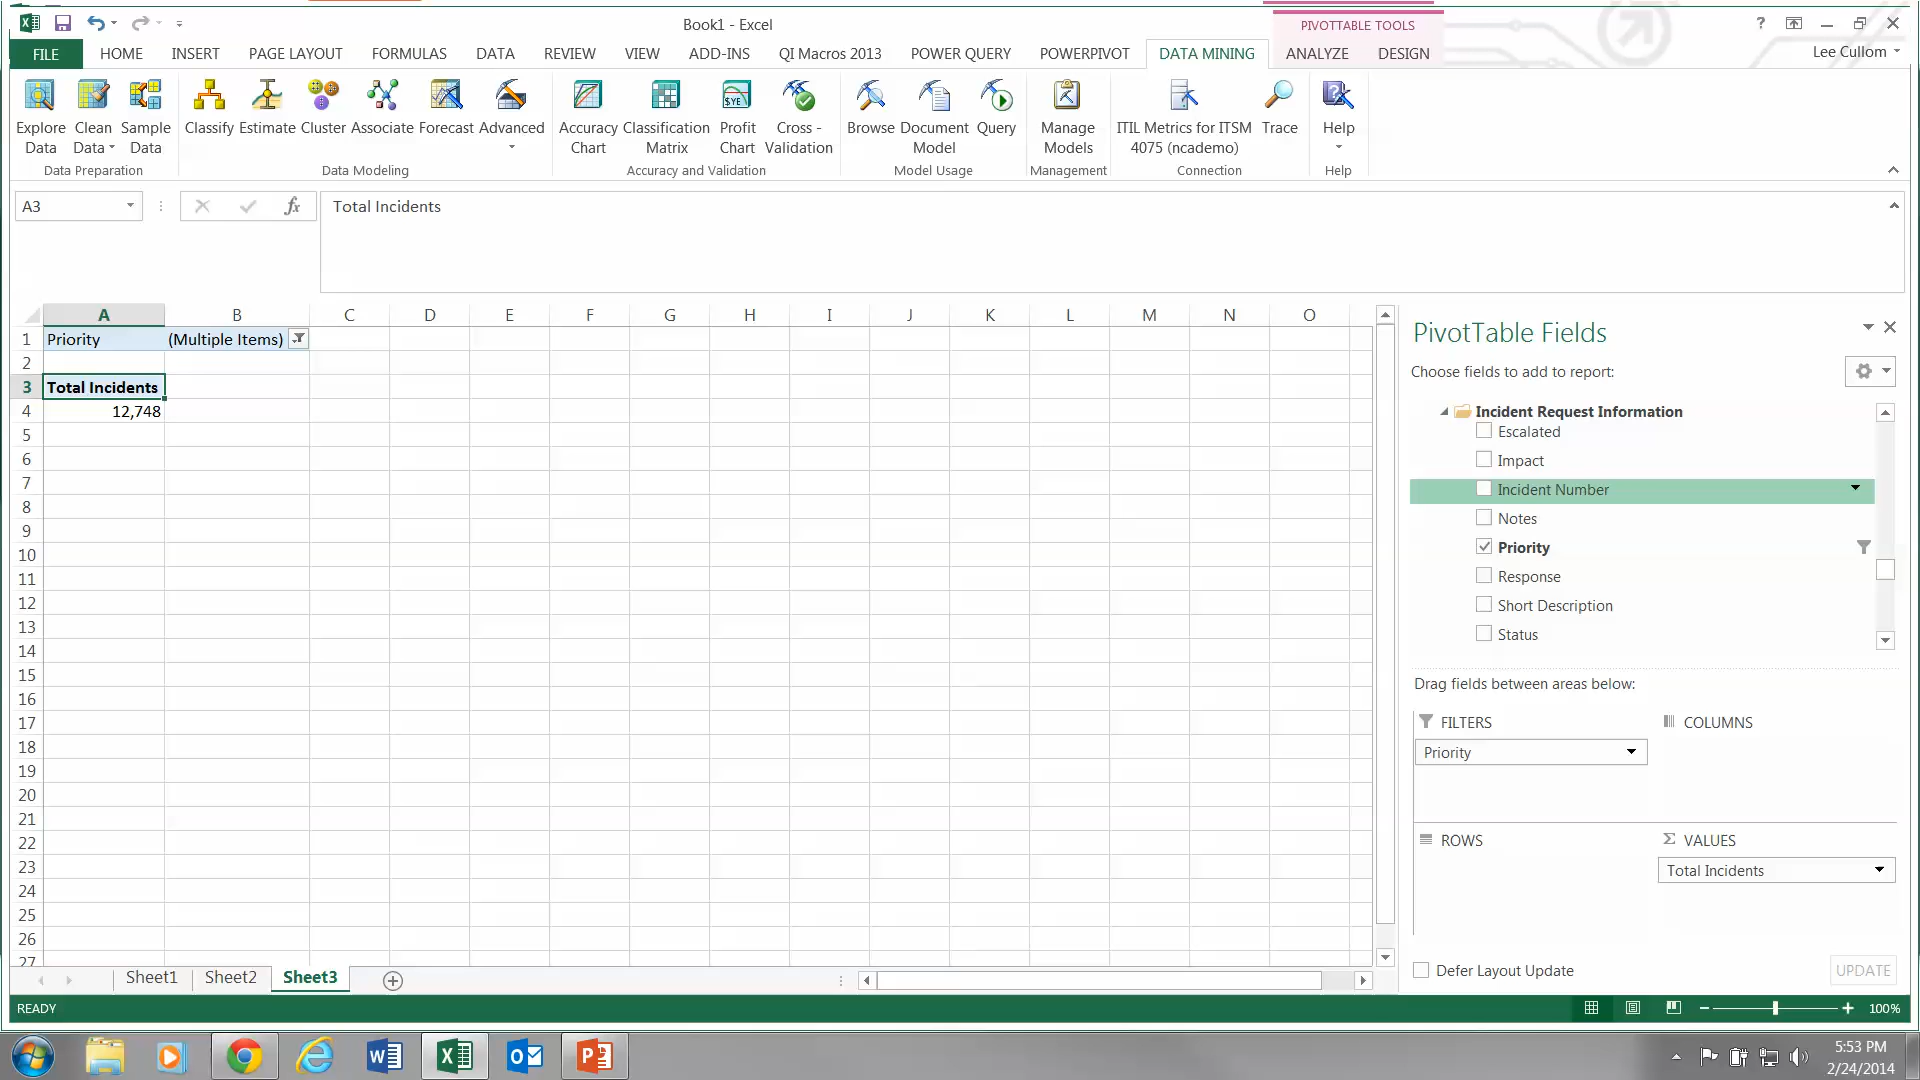 Book1 - Excel
PIVOTTABLE TOOLS
?
FILE HOME INSERT PAGE LAYOUT FORMULAS DATA REVIEW VIEW ADD-INS QI Macros 2013 POWER QUERY POWERPIVOT DATA MINING ANALYZE DESIGN
Lee Cullom
Explore Data
Clean Data
Sample Data
Classify
Estimate
Cluster
Associate
Forecast
Advanced
Accuracy Chart
Classification Matrix
Profit Chart
Cross - Validation
Browse
Document Model
Query
Manage Models
ITIL Metrics for ITSM 4075 (ncademo)
Trace
Help
Data Preparation
Data Modeling
Accuracy and Validation
Model Usage
Management
Connection
Help
A3
fx
Total Incidents
A B C D E F G H I J K L M N O
1 Priority (Multiple Items)
2
3 Total Incidents
4 12,748
5
6
7
8
9
10
11
12
13
14
15
16
17
18
19
20
21
22
23
24
25
26
27
PivotTable Fields
Choose fields to add to report:
Incident Request Information
Escalated
Impact
Incident Number
Notes
Priority
Response
Short Description
Status
Drag fields between areas below:
FILTERS
COLUMNS
Priority
ROWS
Σ VALUES
Total Incidents
Defer Layout Update
UPDATE
Sheet1 Sheet2 Sheet3
READY
100%
5:53 PM
2/24/2014